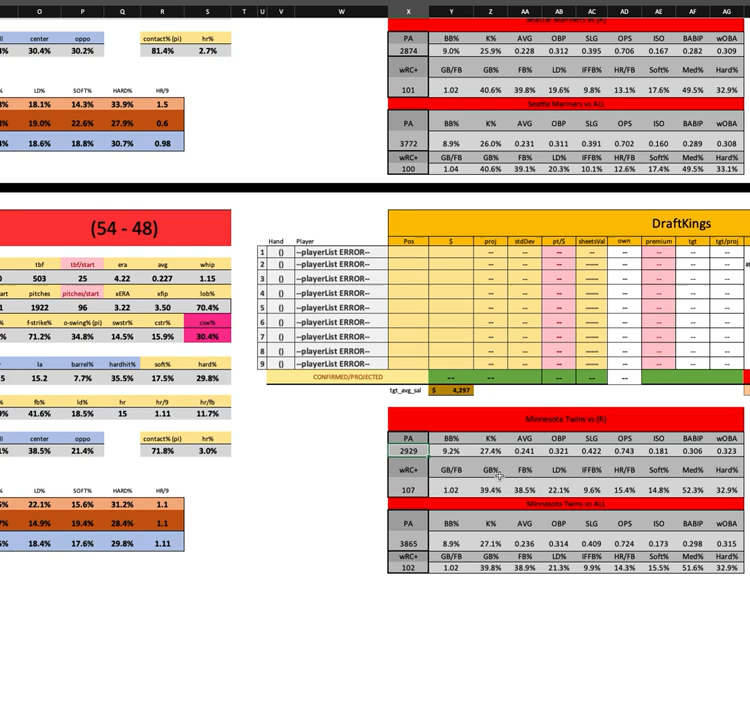 O P Q R S T U V W X Y Z AA AB AC AD AE AF AG
Seattle Mariners vs (R)
center oppo contact% (pi) hr% PA BB% K% AVG OBP SLG OPS ISO BABIP wOBA
30.4% 30.2% 81.4% 2.7% 2874 9.0% 25.9% 0.228 0.312 0.395 0.706 0.167 0.282 0.309
wRC+ GB/FB GB% FB% LD% IFFB% HR/FB Soft% Med% Hard%
LD% SOFT% HARD% HR/9
101 1.02 40.6% 39.8% 19.6% 9.8% 13.1% 17.6% 49.5% 32.9%
18.1% 14.3% 33.9% 1.5 Seattle Mariners vs ALL
19.0% 22.6% 27.9% 0.6 PA BB% K% AVG OBP SLG OPS ISO BABIP wOBA
18.6% 18.8% 30.7% 0.98 3772 8.9% 26.0% 0.231 0.311 0.391 0.702 0.160 0.289 0.308
wRC+ GB/FB GB% FB% LD% IFFB% HR/FB Soft% Med% Hard%
100 1.04 40.6% 39.1% 20.3% 10.1% 12.6% 17.4% 49.5% 33.1%
(54 - 48) DraftKings
Hand Player Pos $ proj stdDev pt/$ sheetsVal own premium tgt tgt/proj
1 () --playerList ERROR-- -- -- -- ----- -- -- -- --
tbf tbf/start era avg whip
2 () --playerList ERROR-- -- -- -- ----- -- -- -- --
503 25 4.22 0.227 1.15
3 () --playerList ERROR-- -- -- -- ----- -- -- -- --
pitches pitches/start xERA xfip lob%
4 () --playerList ERROR-- -- -- -- ----- -- -- -- --
1922 96 3.22 3.50 70.4%
5 () --playerList ERROR-- -- -- -- ----- -- -- -- --
f-strike% o-swing% (pi) swstr% cstr% csw%
6 () --playerList ERROR-- -- -- -- ----- -- -- -- --
71.2% 34.8% 14.5% 15.9% 30.4%
7 () --playerList ERROR-- -- -- -- ----- -- -- -- --
8 () --playerList ERROR-- -- -- -- ----- -- -- -- --
la barrel% hardhit% soft% hard%
9 () --playerList ERROR-- -- -- -- ----- -- -- -- --
15.2 7.7% 35.5% 17.5% 29.8% CONFIRMED/PROJECTED -- -- --
tgt_avg_sal $ 4,297
fb% ld% hr hr/9 hr/fb
41.6% 18.5% 15 1.11 11.7%
Minnesota Twins vs (R)
center oppo contact% (pi) hr% PA BB% K% AVG OBP SLG OPS ISO BABIP wOBA
38.5% 21.4% 71.8% 3.0% 2929 9.2% 27.4% 0.241 0.321 0.422 0.743 0.181 0.306 0.323
wRC+ GB/FB GB% FB% LD% IFFB% HR/FB Soft% Med% Hard%
LD% SOFT% HARD% HR/9 107 1.02 39.4% 38.5% 22.1% 9.6% 15.4% 14.8% 52.3% 32.9%
22.1% 15.6% 31.2% 1.1 Minnesota Twins vs ALL
14.9% 19.4% 28.4% 1.1 PA BB% K% AVG OBP SLG OPS ISO BABIP wOBA
18.4% 17.6% 29.8% 1.11 3865 8.9% 27.1% 0.236 0.314 0.409 0.724 0.173 0.298 0.315
wRC+ GB/FB GB% FB% LD% IFFB% HR/FB Soft% Med% Hard%
102 1.02 39.8% 38.9% 21.3% 9.9% 14.3% 15.5% 51.6% 32.9%